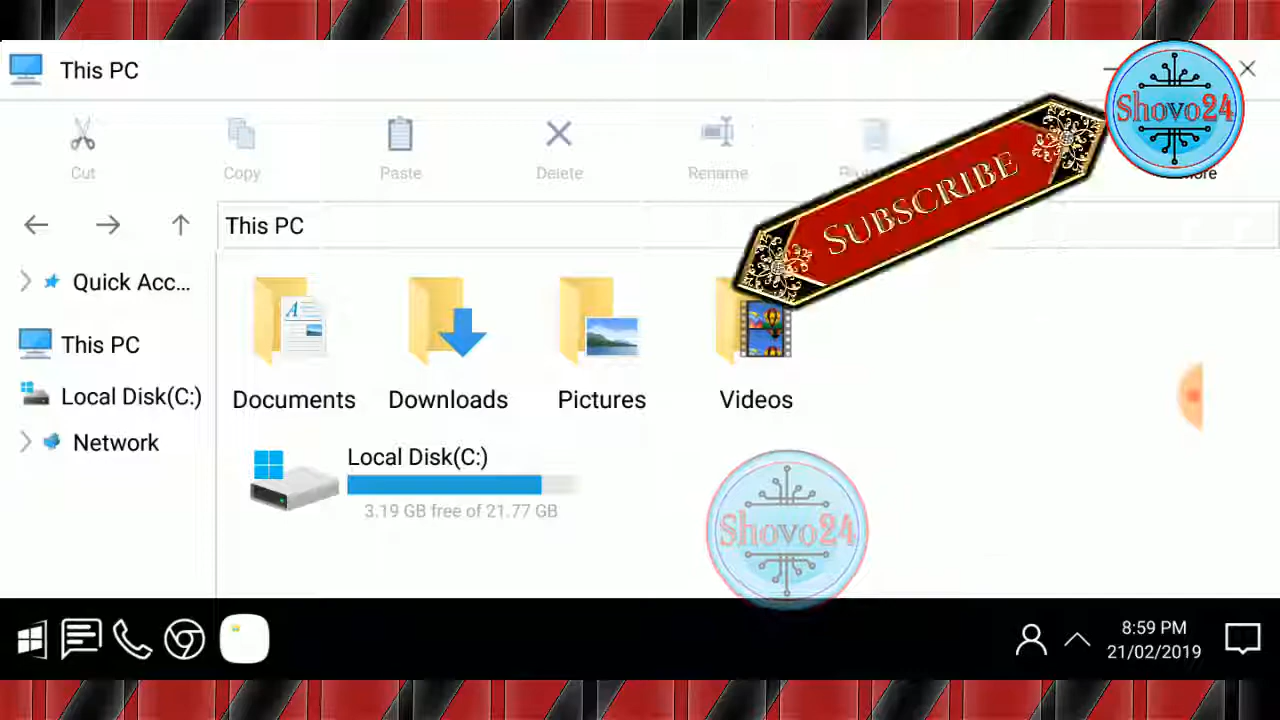 This PC
Shovo24
Cut
Copy
Paste
Delete
Rename
SUBSCRIBE
This PC
Quick Acc...
This PC
Local Disk(C:)
Network
Documents
Downloads
Pictures
Videos
Local Disk(C:)
3.19 GB free of 21.77 GB
Shovo24
8:59 PM
21/02/2019